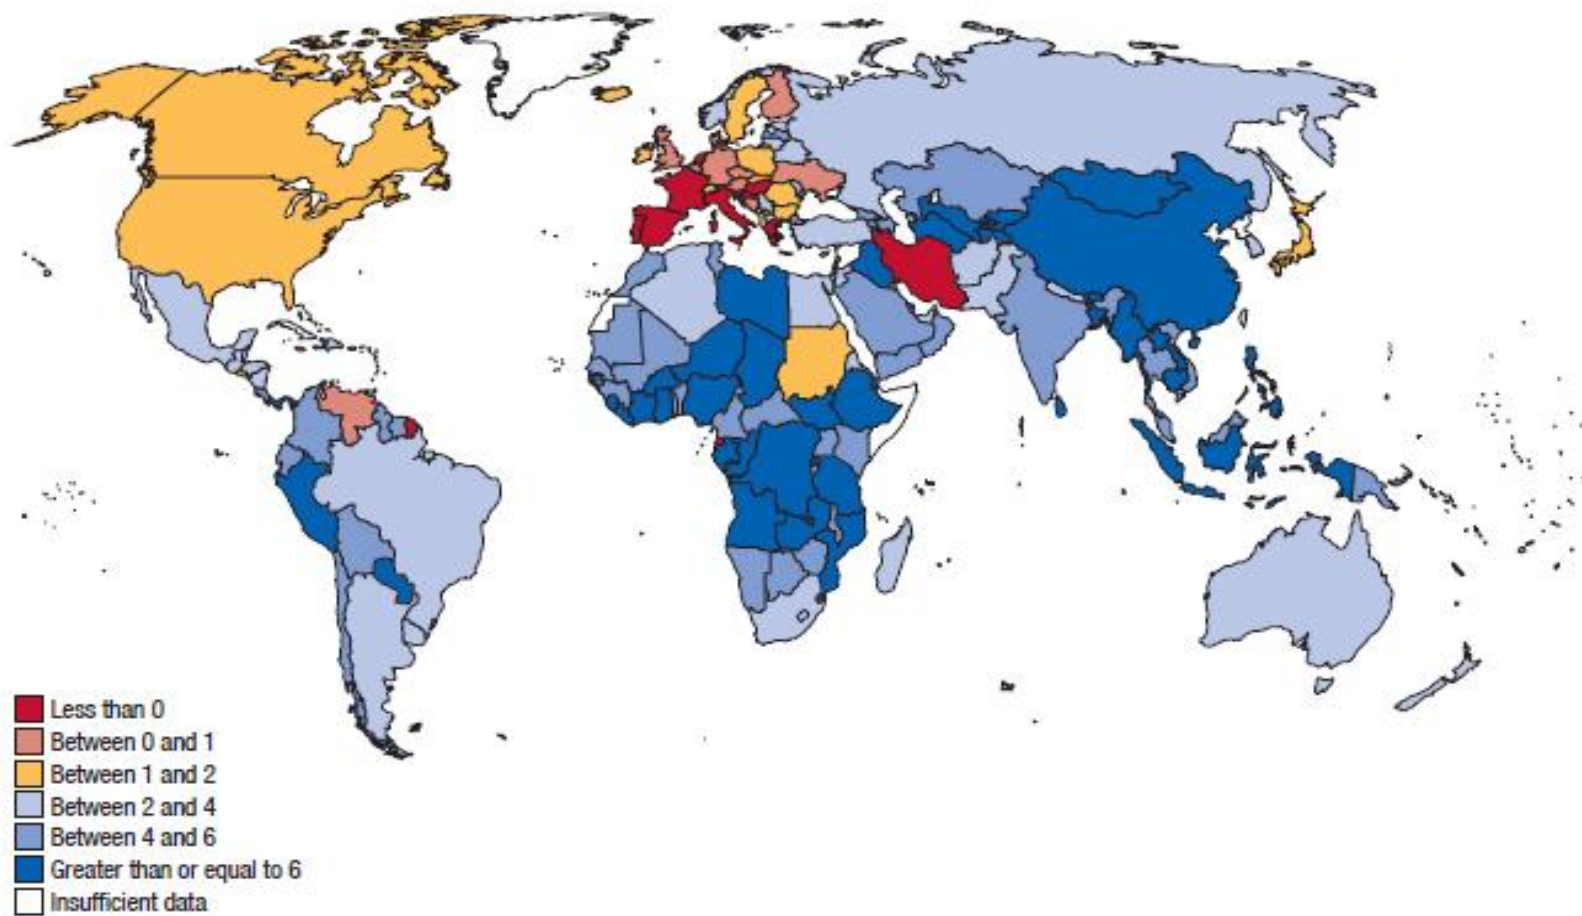 Less than 0
Between 0 and 1
Between 1 and 2
Between 2 and 4
Between 4 and 6
Greater than or equal to 6
Insufficient data